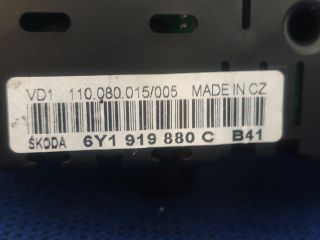 VD1 110.080.015/005 MADE IN CZ
ŠKODA 6Y1 919 880 C B41